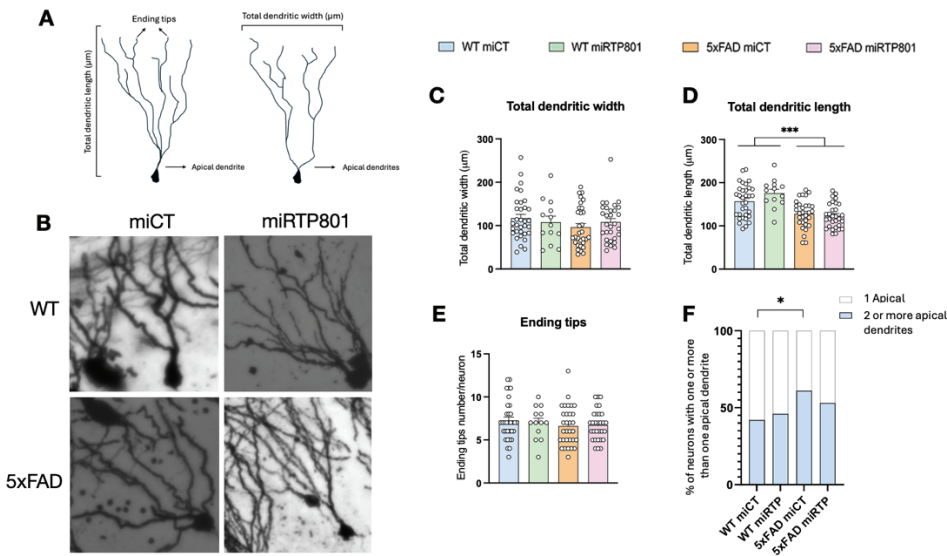 A
Ending tips
Total dendritic length (µm)
Apical dendrite
Total dendritic width (µm)
Apical dendrites
WT miCT
WT miRTP801
5xFAD miCT
5xFAD miRTP801
B
miCT
miRTP801
WT
5xFAD
C
Total dendritic width
Total dendritic width (µm)
300
200
100
0
D
Total dendritic length
Total dendritic length (µm)
300
200
100
0
***
E
Ending tips
Ending tips number/neuron
15
10
5
0
F
1 Apical
2 or more apical
dendrites
*
% of neurons with one or more
than one apical dendrite
100
50
0
WT miCT
WT miRTP
5xFAD miCT
5xFAD miRTP